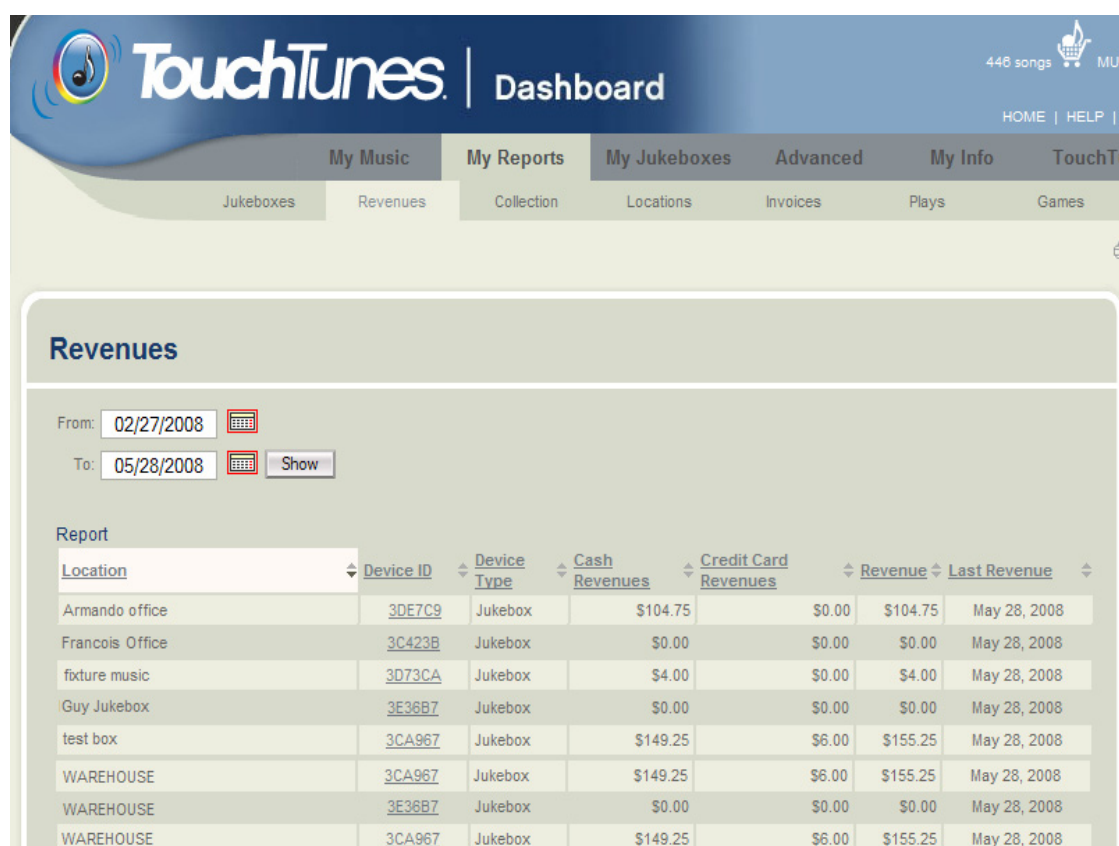 TouchTunes. | Dashboard
446 songs MU
HOME | HELP |
My Music My Reports My Jukeboxes Advanced My Info TouchT
Jukeboxes Revenues Collection Locations Invoices Plays Games
Revenues
From: 02/27/2008
To: 05/28/2008 Show
Report
Location Device ID Device Type Cash Revenues Credit Card Revenues Revenue Last Revenue
Armando office 3DE7C9 Jukebox $104.75 $0.00 $104.75 May 28, 2008
Francois Office 3C423B Jukebox $0.00 $0.00 $0.00 May 28, 2008
fixture music 3D73CA Jukebox $4.00 $0.00 $4.00 May 28, 2008
Guy Jukebox 3E36B7 Jukebox $0.00 $0.00 $0.00 May 28, 2008
test box 3CA967 Jukebox $149.25 $6.00 $155.25 May 28, 2008
WAREHOUSE 3CA967 Jukebox $149.25 $6.00 $155.25 May 28, 2008
WAREHOUSE 3E36B7 Jukebox $0.00 $0.00 $0.00 May 28, 2008
WAREHOUSE 3CA967 Jukebox $149.25 $6.00 $155.25 May 28, 2008